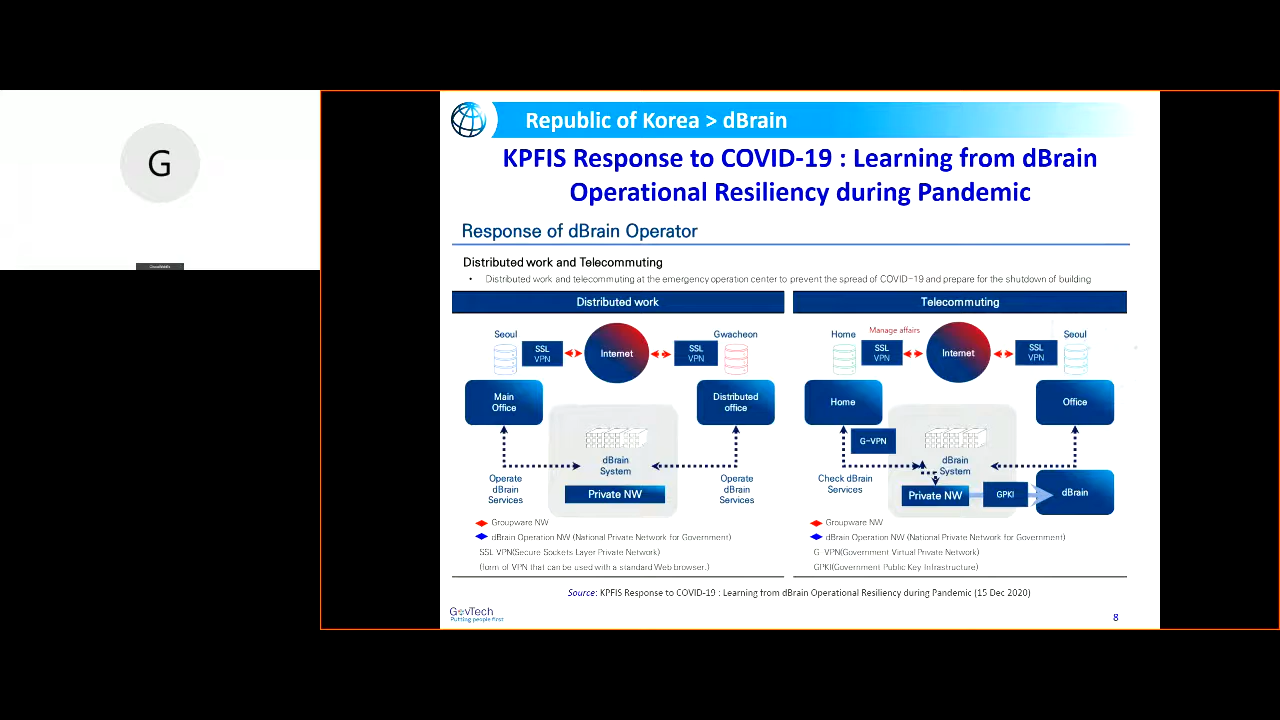 G
Republic of Korea > dBrain
KPFIS Response to COVID-19 : Learning from dBrain
Operational Resiliency during Pandemic
Response of dBrain Operator
Distributed work and Telecommuting
• Distributed work and telecommuting at the emergency operation center to prevent the spread of COVID-19 and prepare for the shutdown of building
Distributed work
Seoul
SSL
VPN
Internet
SSL
VPN
Gwacheon
Main
Office
Distributed
office
dBrain
System
Private NW
Operate
dBrain
Services
Operate
dBrain
Services
Groupware NW
dBrain Operation NW (National Private Network for Government)
SSL VPN(Secure Sockets Layer Private Network)
(form of VPN that can be used with a standard Web browser.)
Telecommuting
Home
Manage affairs
SSL
VPN
Internet
SSL
VPN
Seoul
Home
Office
G-VPN
dBrain
System
Check dBrain
Services
Private NW
GPKI
dBrain
Groupware NW
dBrain Operation NW (National Private Network for Government)
G VPN(Government Virtual Private Network)
GPKI(Government Public Key Infrastructure)
Source: KPFIS Response to COVID-19 : Learning from dBrain Operational Resiliency during Pandemic (15 Dec 2020)
GovTech
Putting people first
8